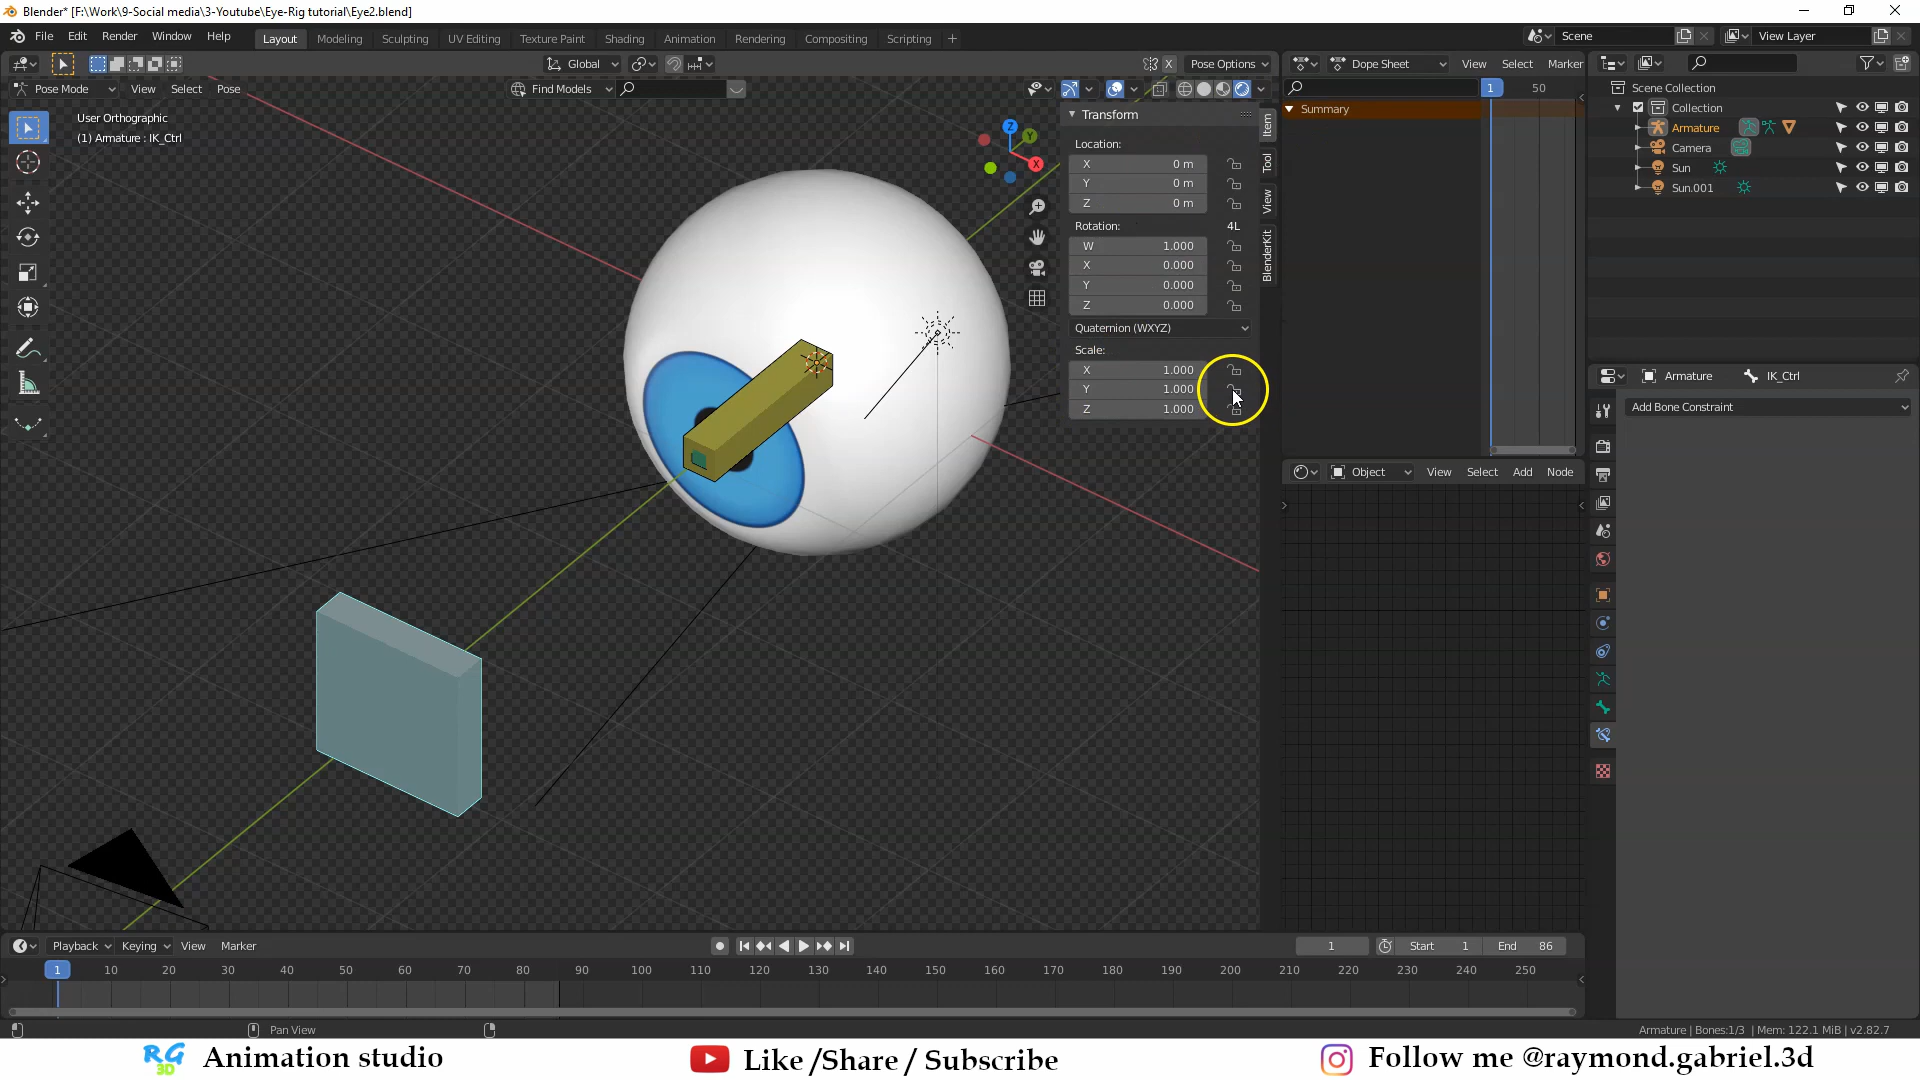 Blender* [F:\Work\9-Social media\3-Youtube\Eye-Rig tutorial\Eye2.blend]
File Edit Render Window Help Layout Modeling Sculpting UV Editing Texture Paint Shading Animation Rendering Compositing Scripting + Scene View Layer
Global X Pose Options Dope Sheet View Select Marker
Pose Mode View Select Pose Find Models 1 50 Scene Collection
User Orthographic Transform Summary Collection
(1) Armature : IK_Ctrl Armature
Z Y X
Location: Camera
X 0 m Sun
Y 0 m Sun.001
Z 0 m
Rotation: 4L
W 1.000
X 0.000
Y 0.000
Z 0.000
Quaternion (WXYZ)
Scale:
X 1.000
Y 1.000
Z 1.000
Item
Tool
View
BlenderKit
Armature IK_Ctrl
Add Bone Constraint
Object View Select Add Node
Playback Keying View Marker 1 Start 1 End 86
1 10 20 30 40 50 60 70 80 90 100 110 120 130 140 150 160 170 180 190 200 210 220 230 240 250
Pan View Armature | Bones:1/3 | Mem: 122.1 MiB | v2.82.7
RG 3D Animation studio Like /Share / Subscribe Follow me @raymond.gabriel.3d